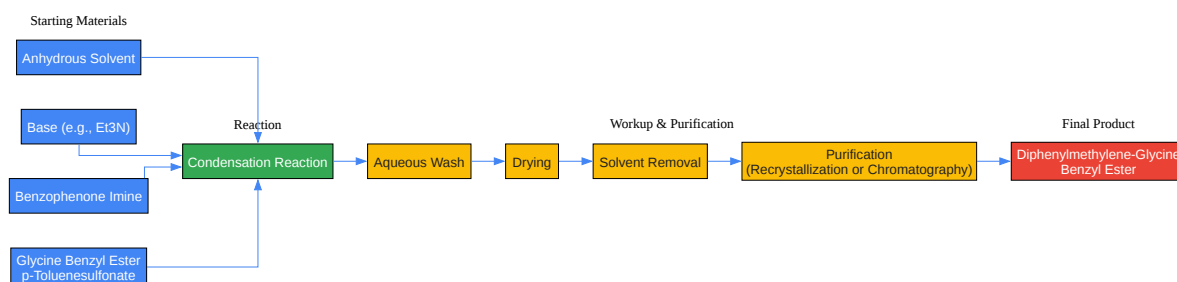 Starting Materials
Anhydrous Solvent
Base (e.g., Et3N)
Benzophenone Imine
Glycine Benzyl Ester
p-Toluenesulfonate
Reaction
Condensation Reaction
Workup & Purification
Aqueous Wash
Drying
Solvent Removal
Purification
(Recrystallization or Chromatography)
Final Product
Diphenylmethylene-Glycine
Benzyl Ester